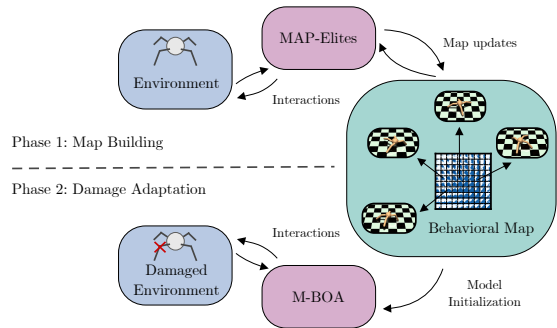 MAP-Elites
Environment
Map updates
Interactions
Phase 1: Map Building
Phase 2: Damage Adaptation
Behavioral Map
Interactions
Damaged
Environment
M-BOA
Model
Initialization